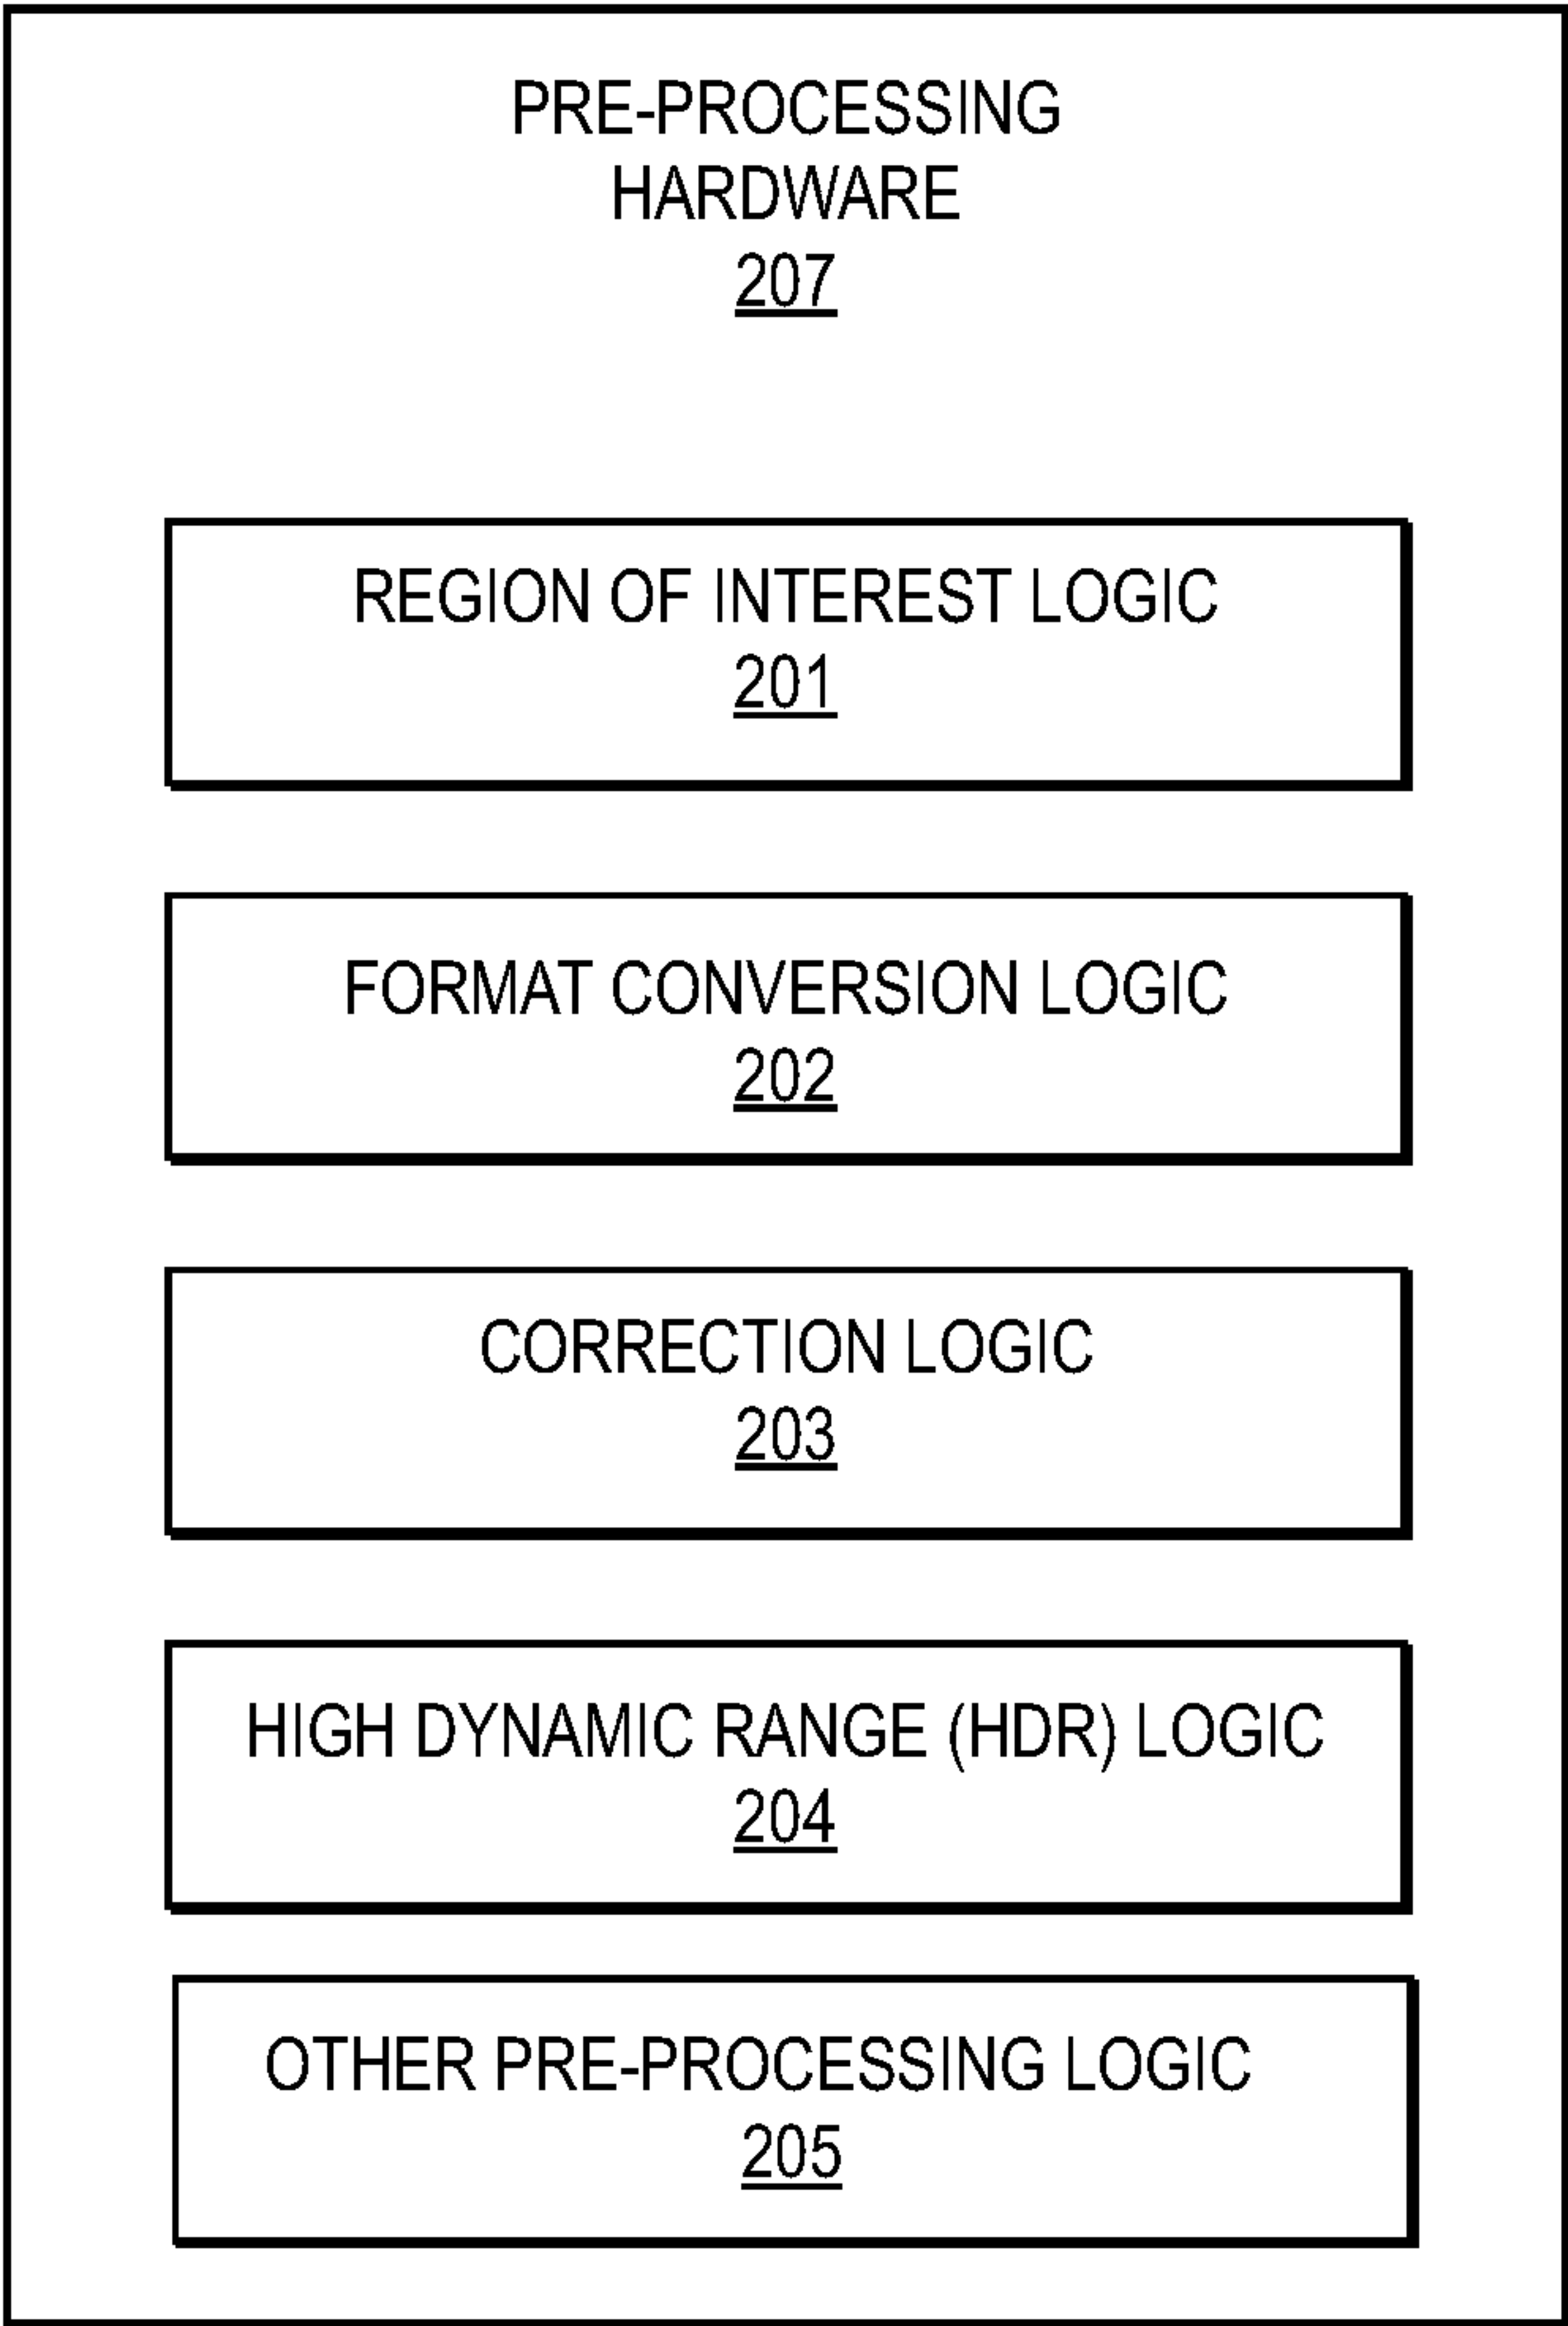 PRE-PROCESSING
HARDWARE
207
REGION OF INTEREST LOGIC
201
FORMAT CONVERSION LOGIC
202
CORRECTION LOGIC
203
HIGH DYNAMIC RANGE (HDR) LOGIC
204
OTHER PRE-PROCESSING LOGIC
205